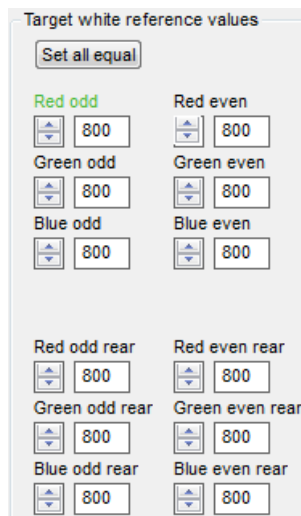 Target white reference values
Set all equal
Red odd Red even
800 800
Green odd Green even
800 800
Blue odd Blue even
800 800
Red odd rear Red even rear
800 800
Green odd rear Green even rear
800 800
Blue odd rear Blue even rear
800 800